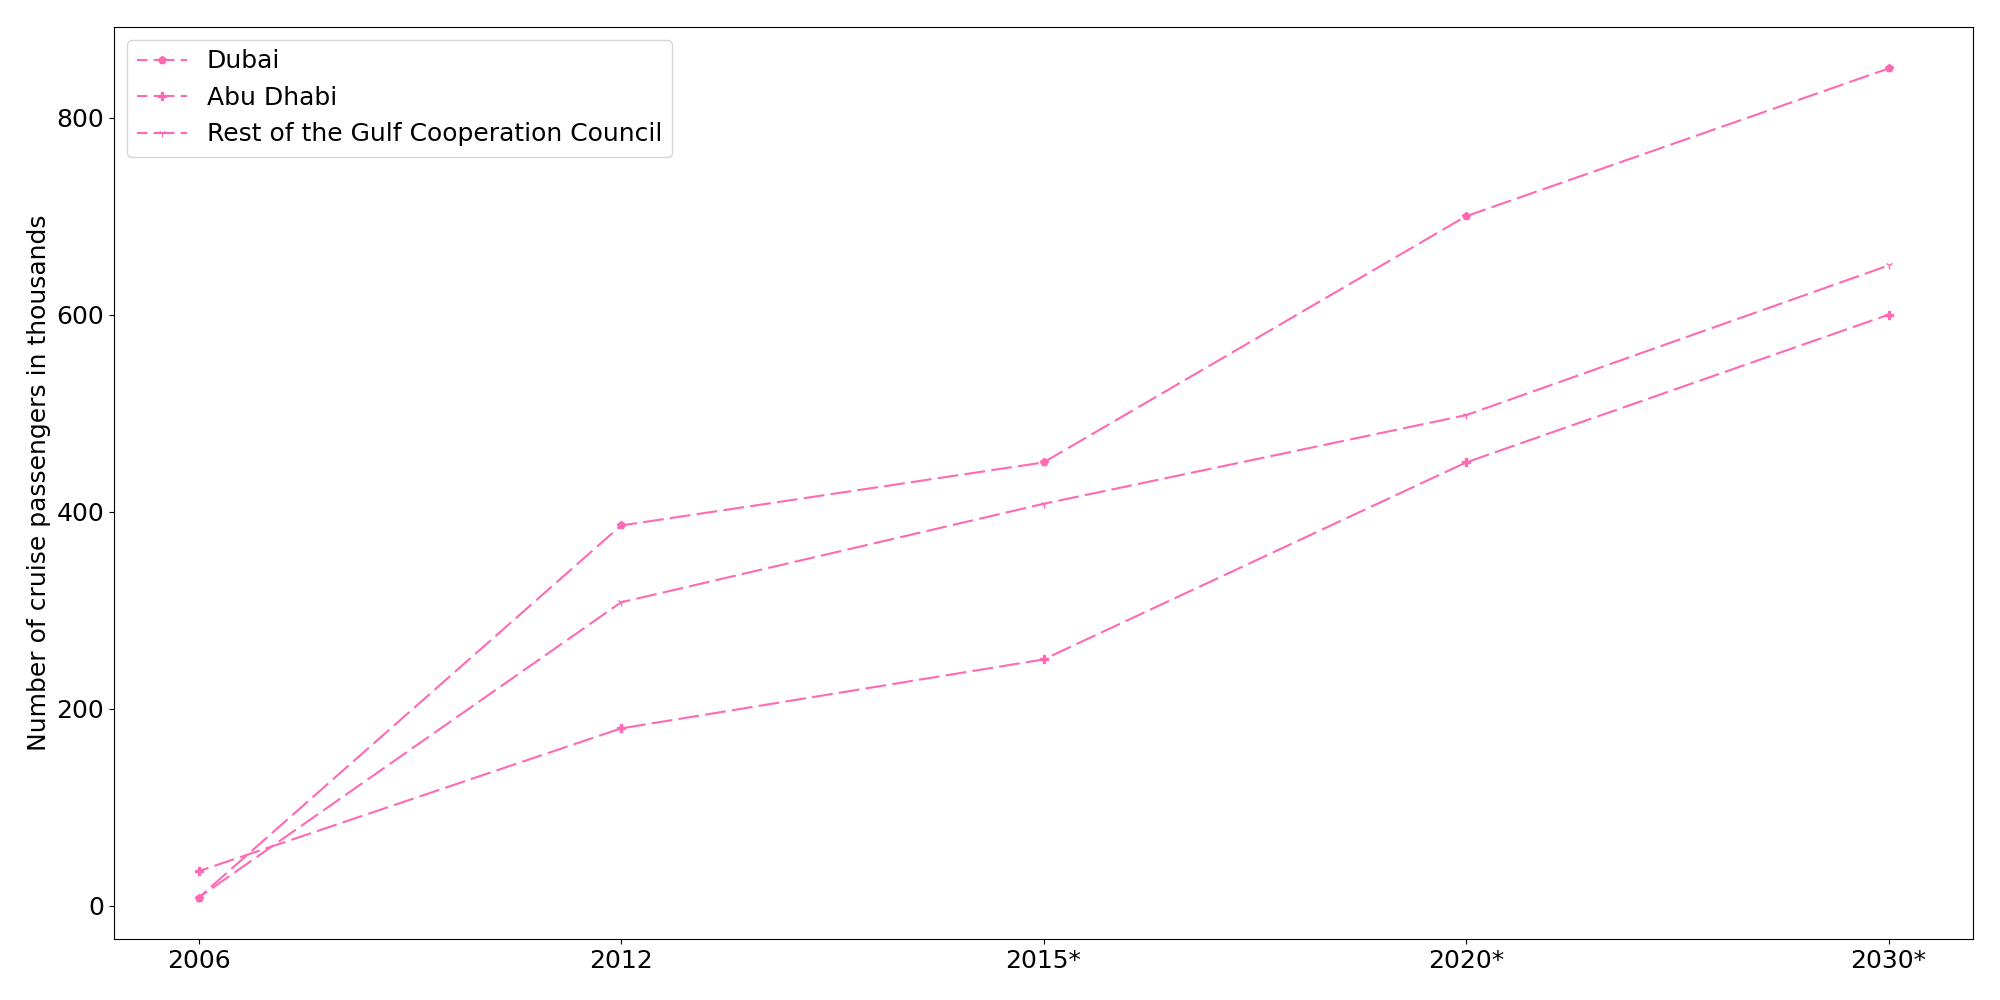 Dubai
Abu Dhabi
Rest of the Gulf Cooperation Council
Number of cruise passengers in thousands
800
600
400
200
0
2006
2012
2015*
2020*
2030*